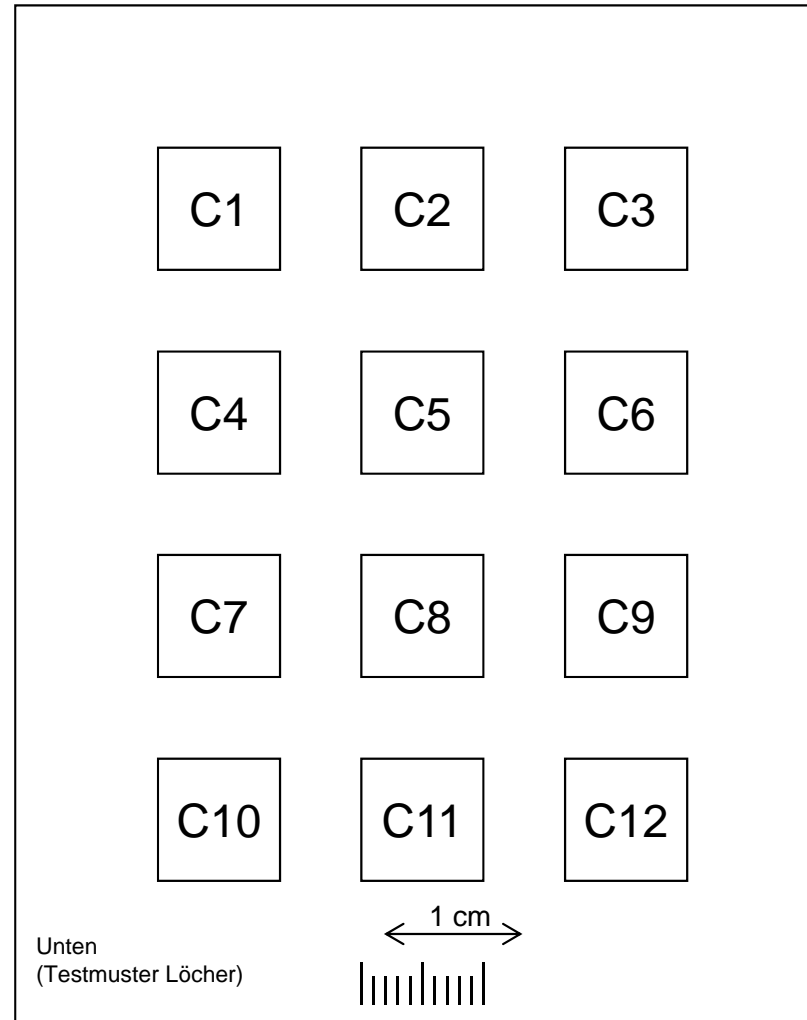 C1 C2 C3
C4 C5 C6
C7 C8 C9
C10 C11 C12
1 cm
Unten
(Testmuster Löcher)